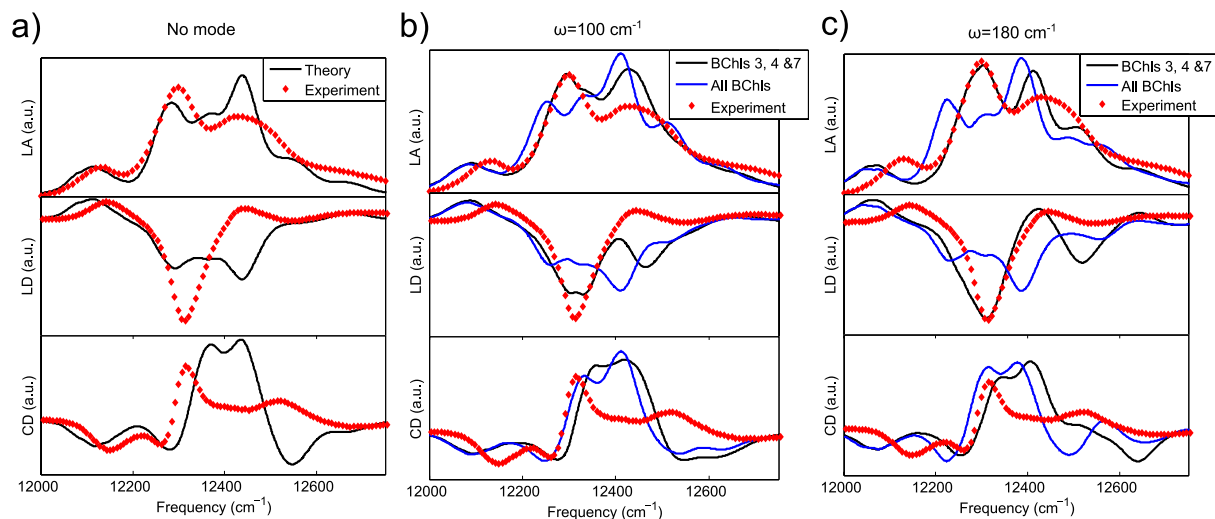 a)
No mode
Theory
Experiment
LA (a.u.)
LD (a.u.)
CD (a.u.)
12000 12200 12400 12600
Frequency (cm⁻¹)
b)
ω=100 cm⁻¹
BChls 3, 4 &7
All BChls
Experiment
LA (a.u.)
LD (a.u.)
CD (a.u.)
12000 12200 12400 12600
Frequency (cm⁻¹)
c)
ω=180 cm⁻¹
BChls 3, 4 &7
All BChls
Experiment
LA (a.u.)
LD (a.u.)
CD (a.u.)
12000 12200 12400 12600
Frequency (cm⁻¹)